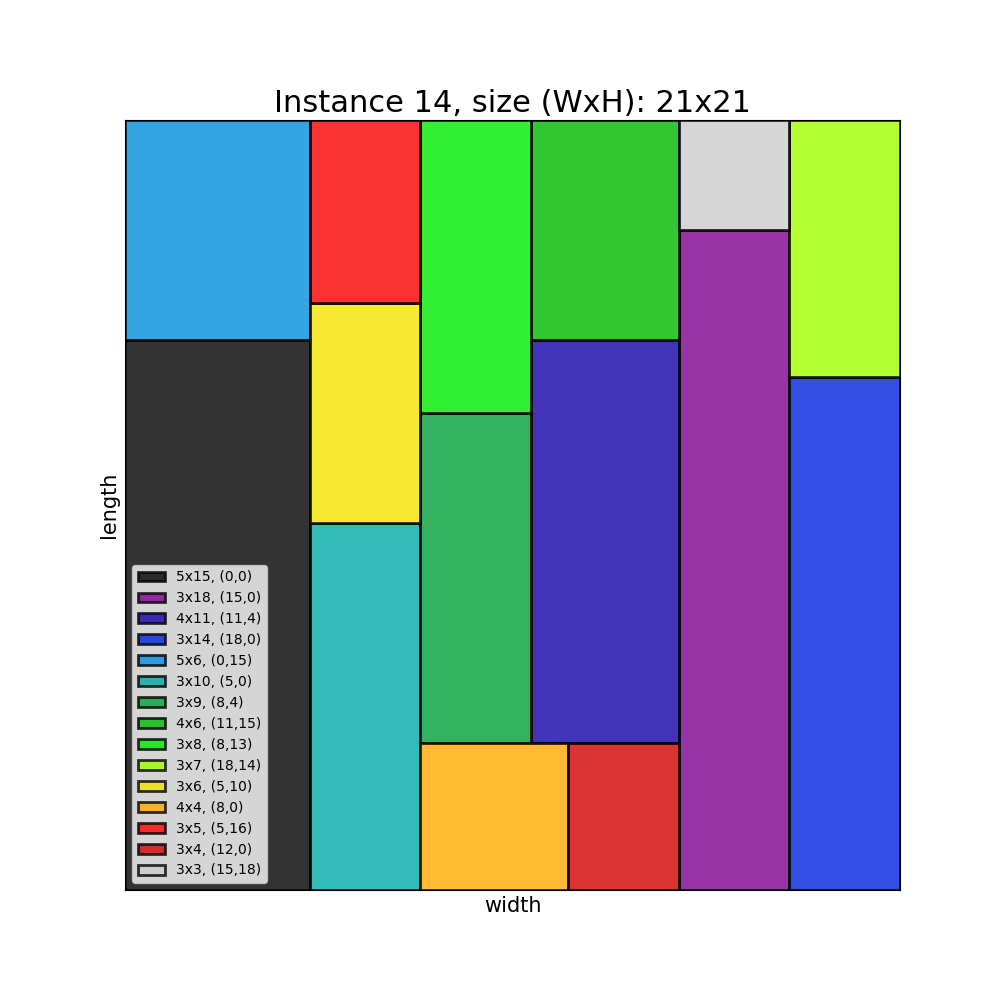 Instance 14, size (WxH): 21x21
length
5x15, (0,0)
3x18, (15,0)
4x11, (11,4)
3x14, (18,0)
5x6, (0,15)
3x10, (5,0)
3x9, (8,4)
4x6, (11,15)
3x8, (8,13)
3x7, (18,14)
3x6, (5,10)
4x4, (8,0)
3x5, (5,16)
3x4, (12,0)
3x3, (15,18)
width